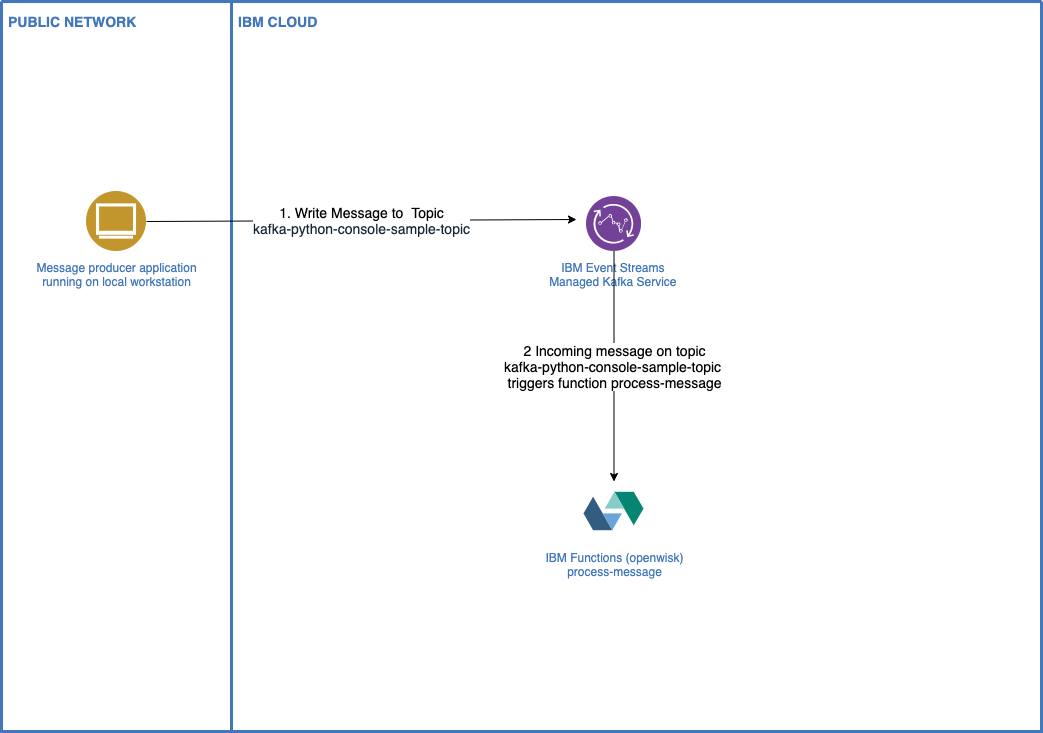 PUBLIC NETWORK
IBM CLOUD
1. Write Message to  Topic
kafka-python-console-sample-topic
Message producer application
running on local workstation
IBM Event Streams
Managed Kafka Service
2 Incoming message on topic
kafka-python-console-sample-topic
triggers function process-message
IBM Functions (openwisk)
process-message